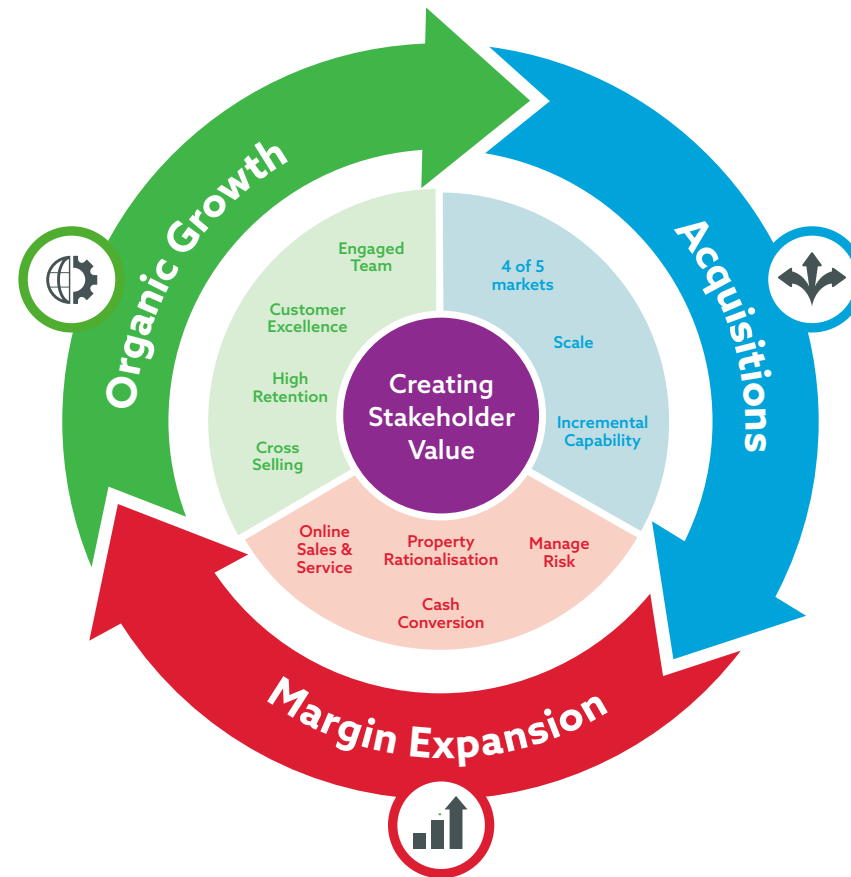 Organic Growth
Acquisitions
Margin Expansion
Engaged
Team
Customer
Excellence
High
Retention
Cross
Selling
4 of 5
markets
Scale
Incremental
Capability
Creating
Stakeholder
Value
Online
Sales &
Service
Property
Rationalisation
Manage
Risk
Cash
Conversion